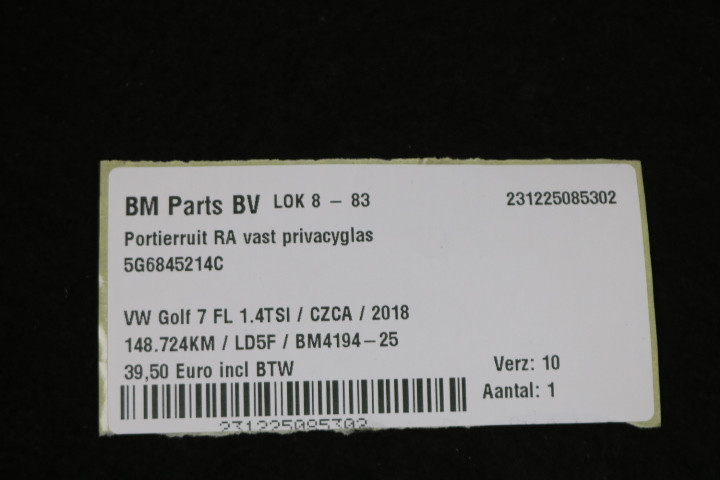 BM Parts BV LOK 8 - 83 231225085302
Portierruit RA vast privacyglas
5G6845214C
VW Golf 7 FL 1.4TSI / CZCA / 2018
148.724KM / LD5F / BM4194-25
39,50 Euro incl BTW Verz: 10
Aantal: 1
231225085302